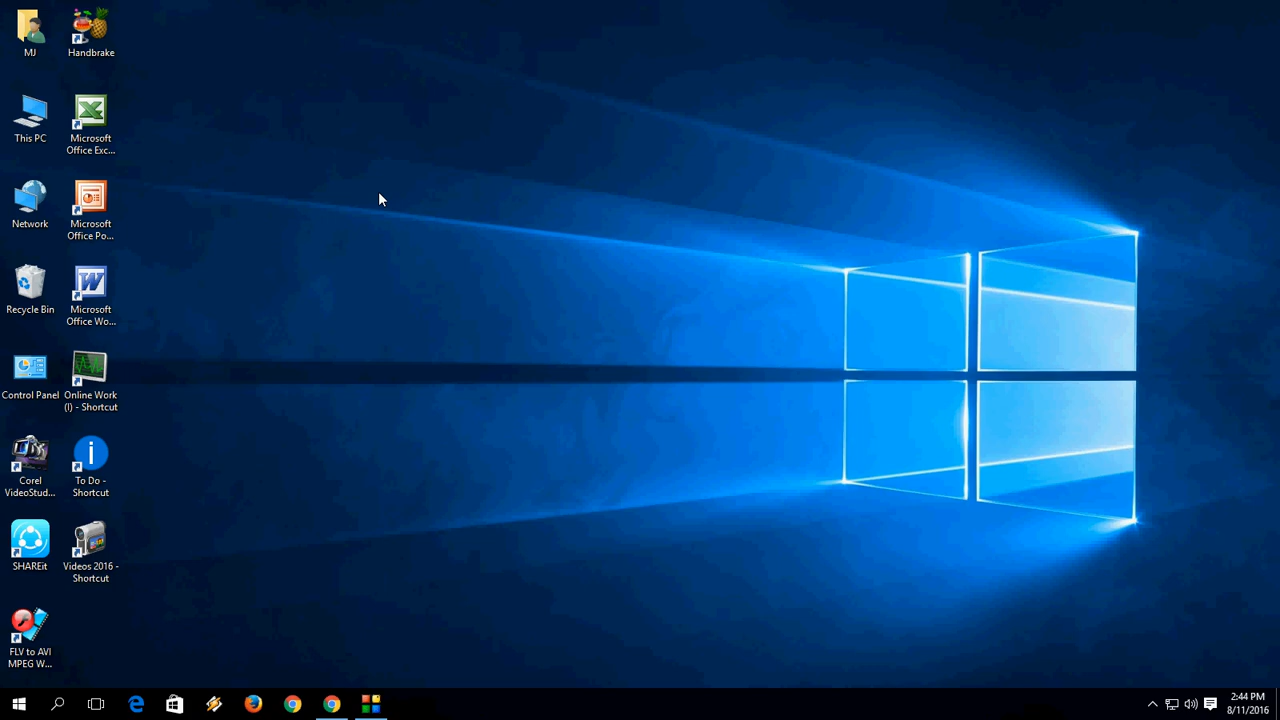 MJ
Handbrake
This PC
Microsoft
Office Exc...
Network
Microsoft
Office Po...
Recycle Bin
Microsoft
Office Wo...
Control Panel
Online Work
(I) - Shortcut
Corel
VideoStud...
To Do -
Shortcut
SHAREit
Videos 2016 -
Shortcut
FLV to AVI
MPEG W...
2:44 PM
8/11/2016